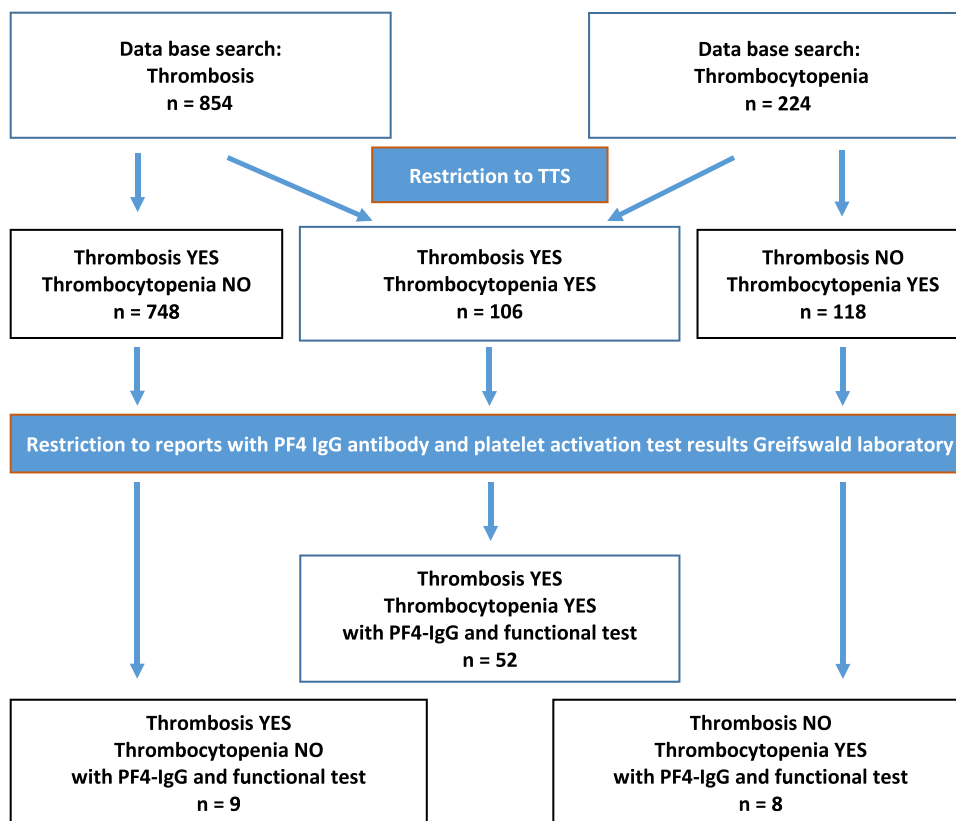 Data base search:
Thrombosis
n = 854
Data base search:
Thrombocytopenia
n = 224
Restriction to TTS
Thrombosis YES
Thrombocytopenia NO
n = 748
Thrombosis YES
Thrombocytopenia YES
n = 106
Thrombosis NO
Thrombocytopenia YES
n = 118
Restriction to reports with PF4 IgG antibody and platelet activation test results Greifswald laboratory
Thrombosis YES
Thrombocytopenia YES
with PF4-IgG and functional test
n = 52
Thrombosis YES
Thrombocytopenia NO
with PF4-IgG and functional test
n = 9
Thrombosis NO
Thrombocytopenia YES
with PF4-IgG and functional test
n = 8